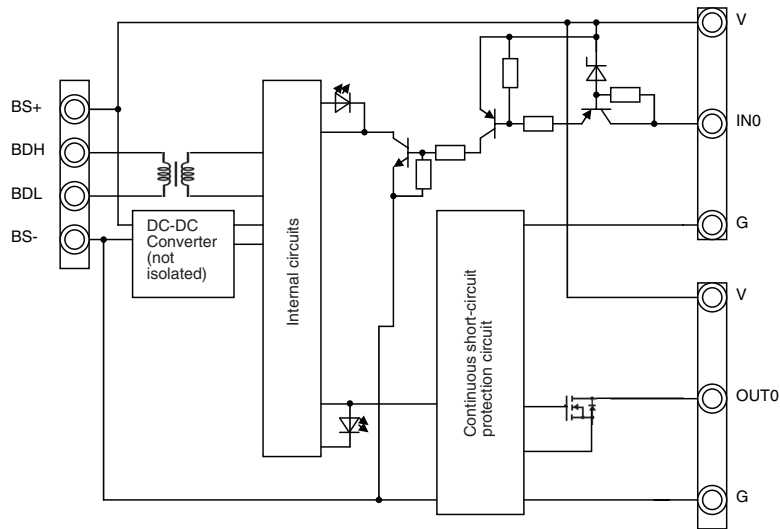 BS+
BDH
BDL
BS-
DC-DC
Converter
(not
isolated)
Internal circuits
Continuous short-circuit
protection circuit
V
IN0
G
V
OUT0
G